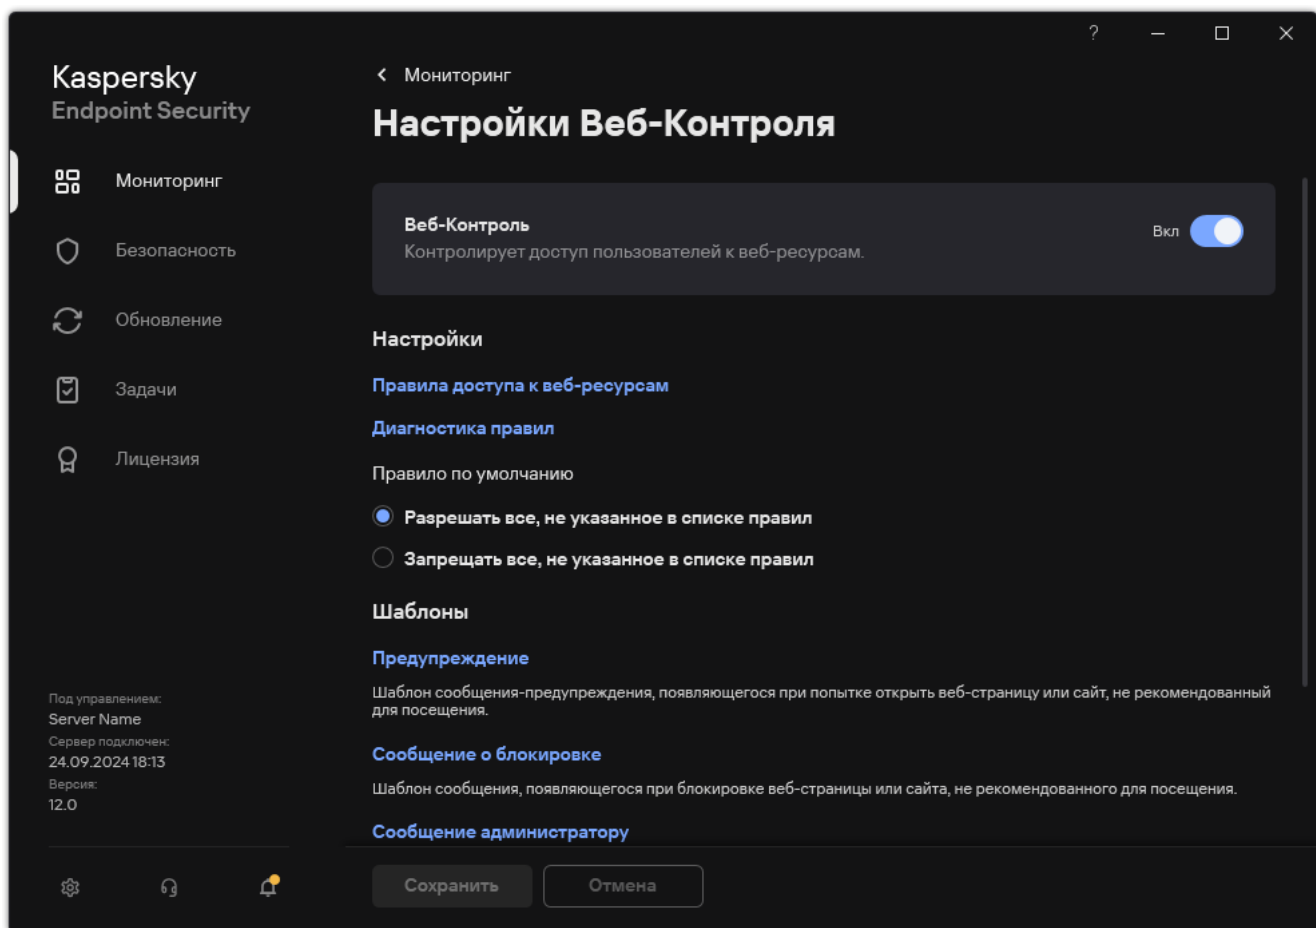 ?
Kaspersky
Endpoint Security
Мониторинг
Безопасность
Обновление
Задачи
Лицензия
Под управлением:
Server Name
Сервер подключен:
24.09.2024 18:13
Версия:
12.0
Мониторинг
Настройки Веб-Контроля
Веб-Контроль
Контролирует доступ пользователей к веб-ресурсам.
Вкл
Настройки
Правила доступа к веб-ресурсам
Диагностика правил
Правило по умолчанию
Разрешать все, не указанное в списке правил
Запрещать все, не указанное в списке правил
Шаблоны
Предупреждение
Шаблон сообщения-предупреждения, появляющегося при попытке открыть веб-страницу или сайт, не рекомендованный
для посещения.
Сообщение о блокировке
Шаблон сообщения, появляющегося при блокировке веб-страницы или сайта, не рекомендованного для посещения.
Сообщение администратору
Сохранить
Отмена